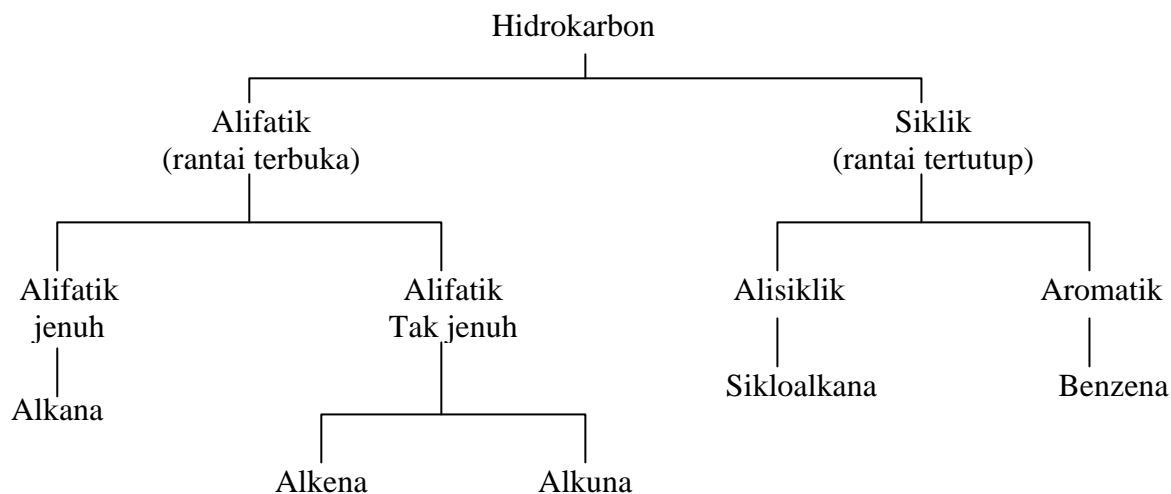 Hidrokarbon
Alifatik
(rantai terbuka)
Siklik
(rantai tertutup)
Alifatik
jenuh
Alifatik
Tak jenuh
Alisiklik
Aromatik
Alkana
Sikloalkana
Benzena
Alkena
Alkuna